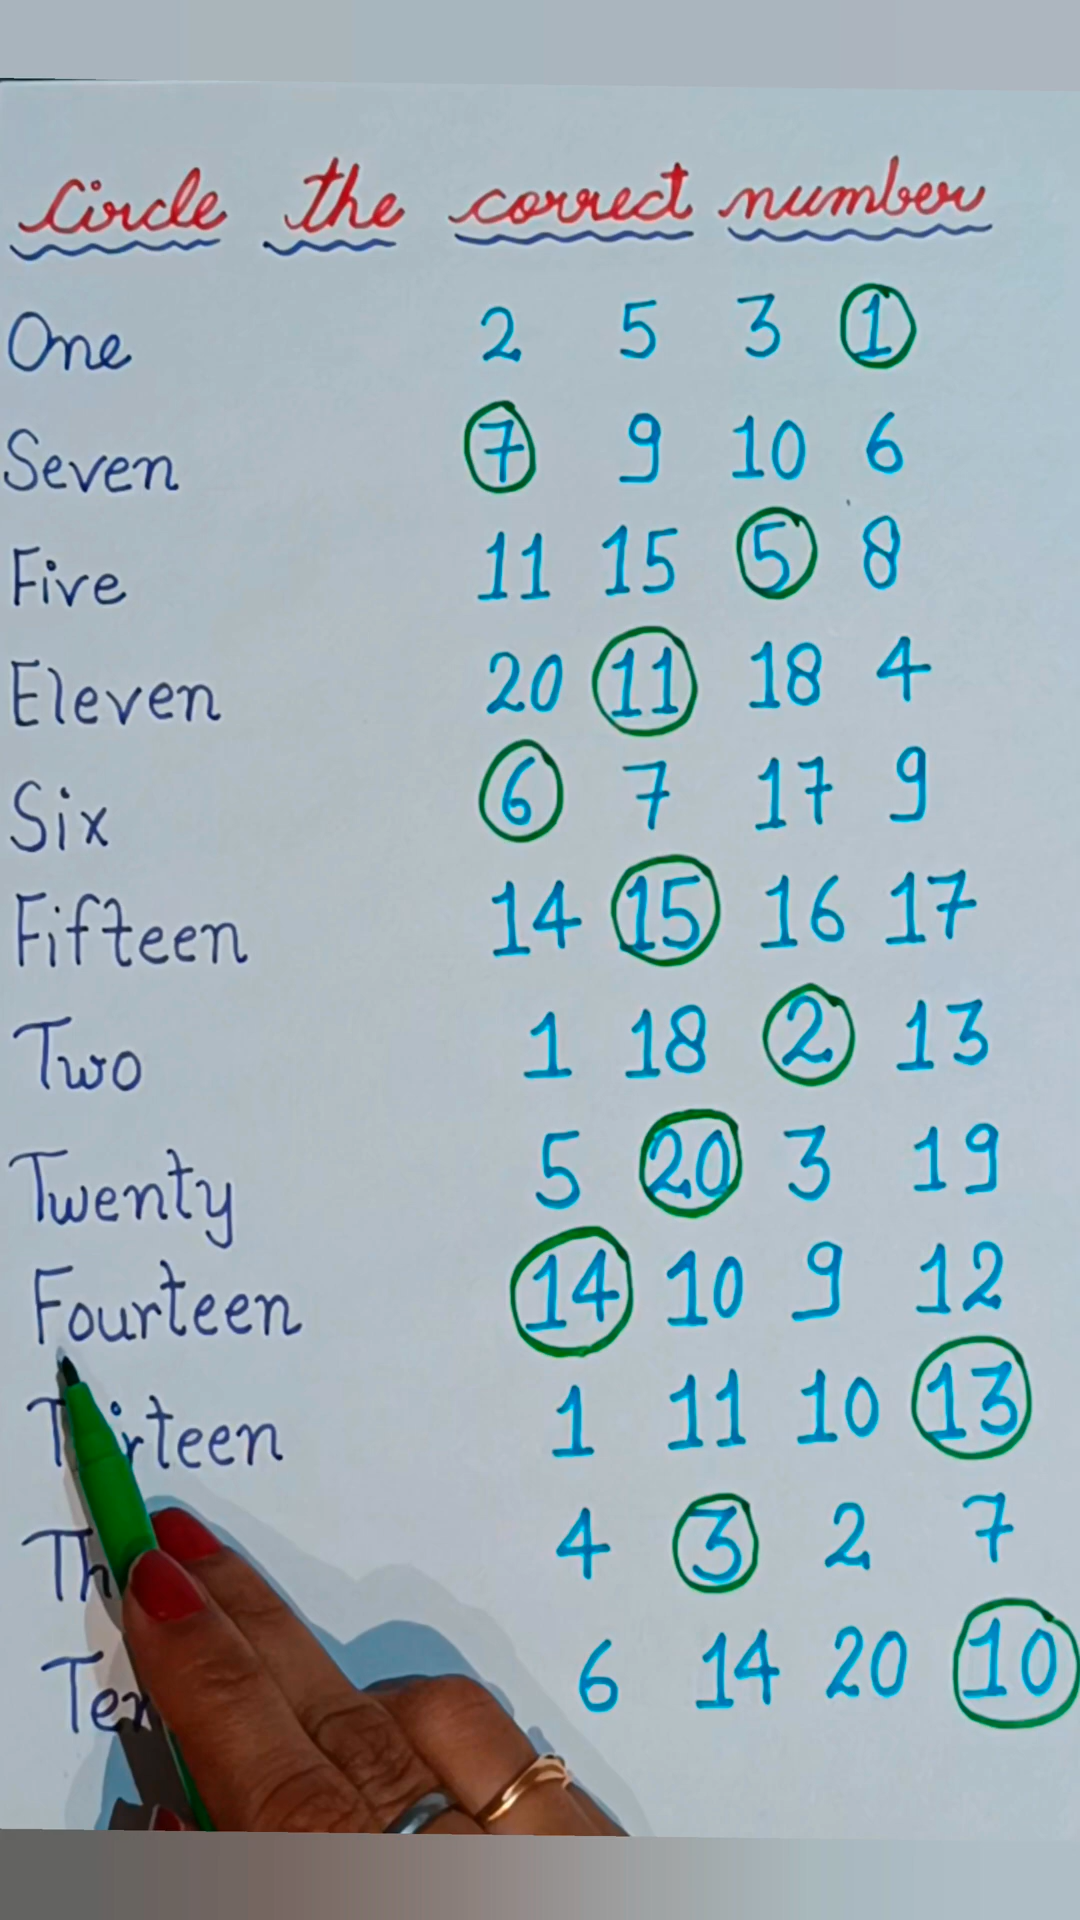 Circle the correct number
One 2 5 3 1
Seven 7 9 10 6
Five 11 15 5 8
Eleven 20 11 18 4
Six 6 7 17 9
Fifteen 14 15 16 17
Two 1 18 2 13
Twenty 5 20 3 19
Fourteen 14 10 9 12
1 11 10 13
4 3 2 7
6 14 20 10